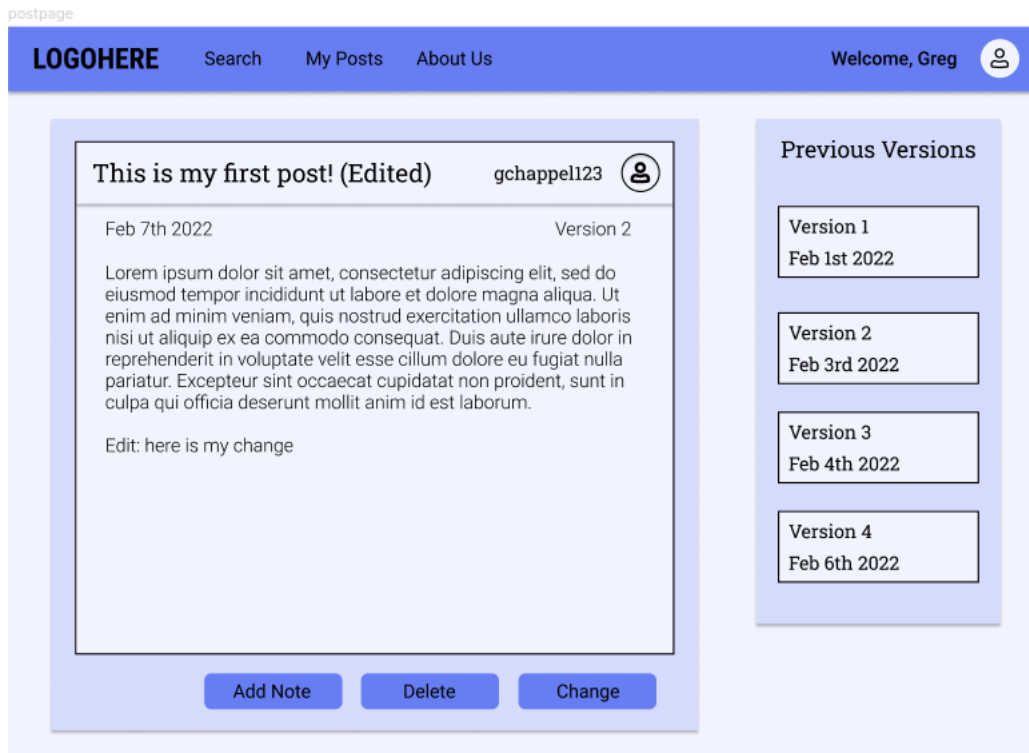 postpage
LOGOHERE Search My Posts About Us Welcome, Greg
This is my first post! (Edited) gchappel123
Feb 7th 2022 Version 2
Lorem ipsum dolor sit amet, consectetur adipiscing elit, sed do
eiusmod tempor incididunt ut labore et dolore magna aliqua. Ut
enim ad minim veniam, quis nostrud exercitation ullamco laboris
nisi ut aliquip ex ea commodo consequat. Duis aute irure dolor in
reprehenderit in voluptate velit esse cillum dolore eu fugiat nulla
pariatur. Excepteur sint occaecat cupidatat non proident, sunt in
culpa qui officia deserunt mollit anim id est laborum.
Edit: here is my change
Add Note Delete Change
Previous Versions
Version 1
Feb 1st 2022
Version 2
Feb 3rd 2022
Version 3
Feb 4th 2022
Version 4
Feb 6th 2022